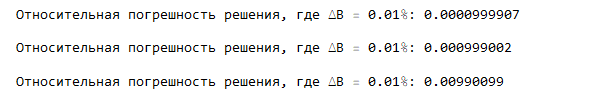 Относительная погрешность решения, где ΔB = 0.01%: 0.0000999907
Относительная погрешность решения, где ΔB = 0.01%: 0.000999002
Относительная погрешность решения, где ΔB = 0.01%: 0.00990099